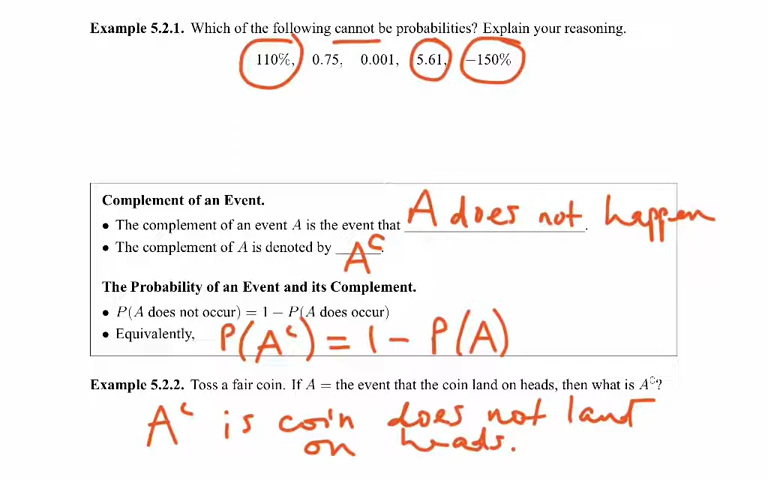 Example 5.2.1. Which of the following cannot be probabilities? Explain your reasoning.
110%, 0.75, 0.001, 5.61, −150%
Complement of an Event.
• The complement of an event A is the event that A does not happen.
• The complement of A is denoted by Aᶜ.
The Probability of an Event and its Complement.
• P(A does not occur) = 1 − P(A does occur)
• Equivalently, P(Aᶜ) = 1 − P(A)
Example 5.2.2. Toss a fair coin. If A = the event that the coin land on heads, then what is Aᶜ?
Aᶜ is coin does not land
on heads.